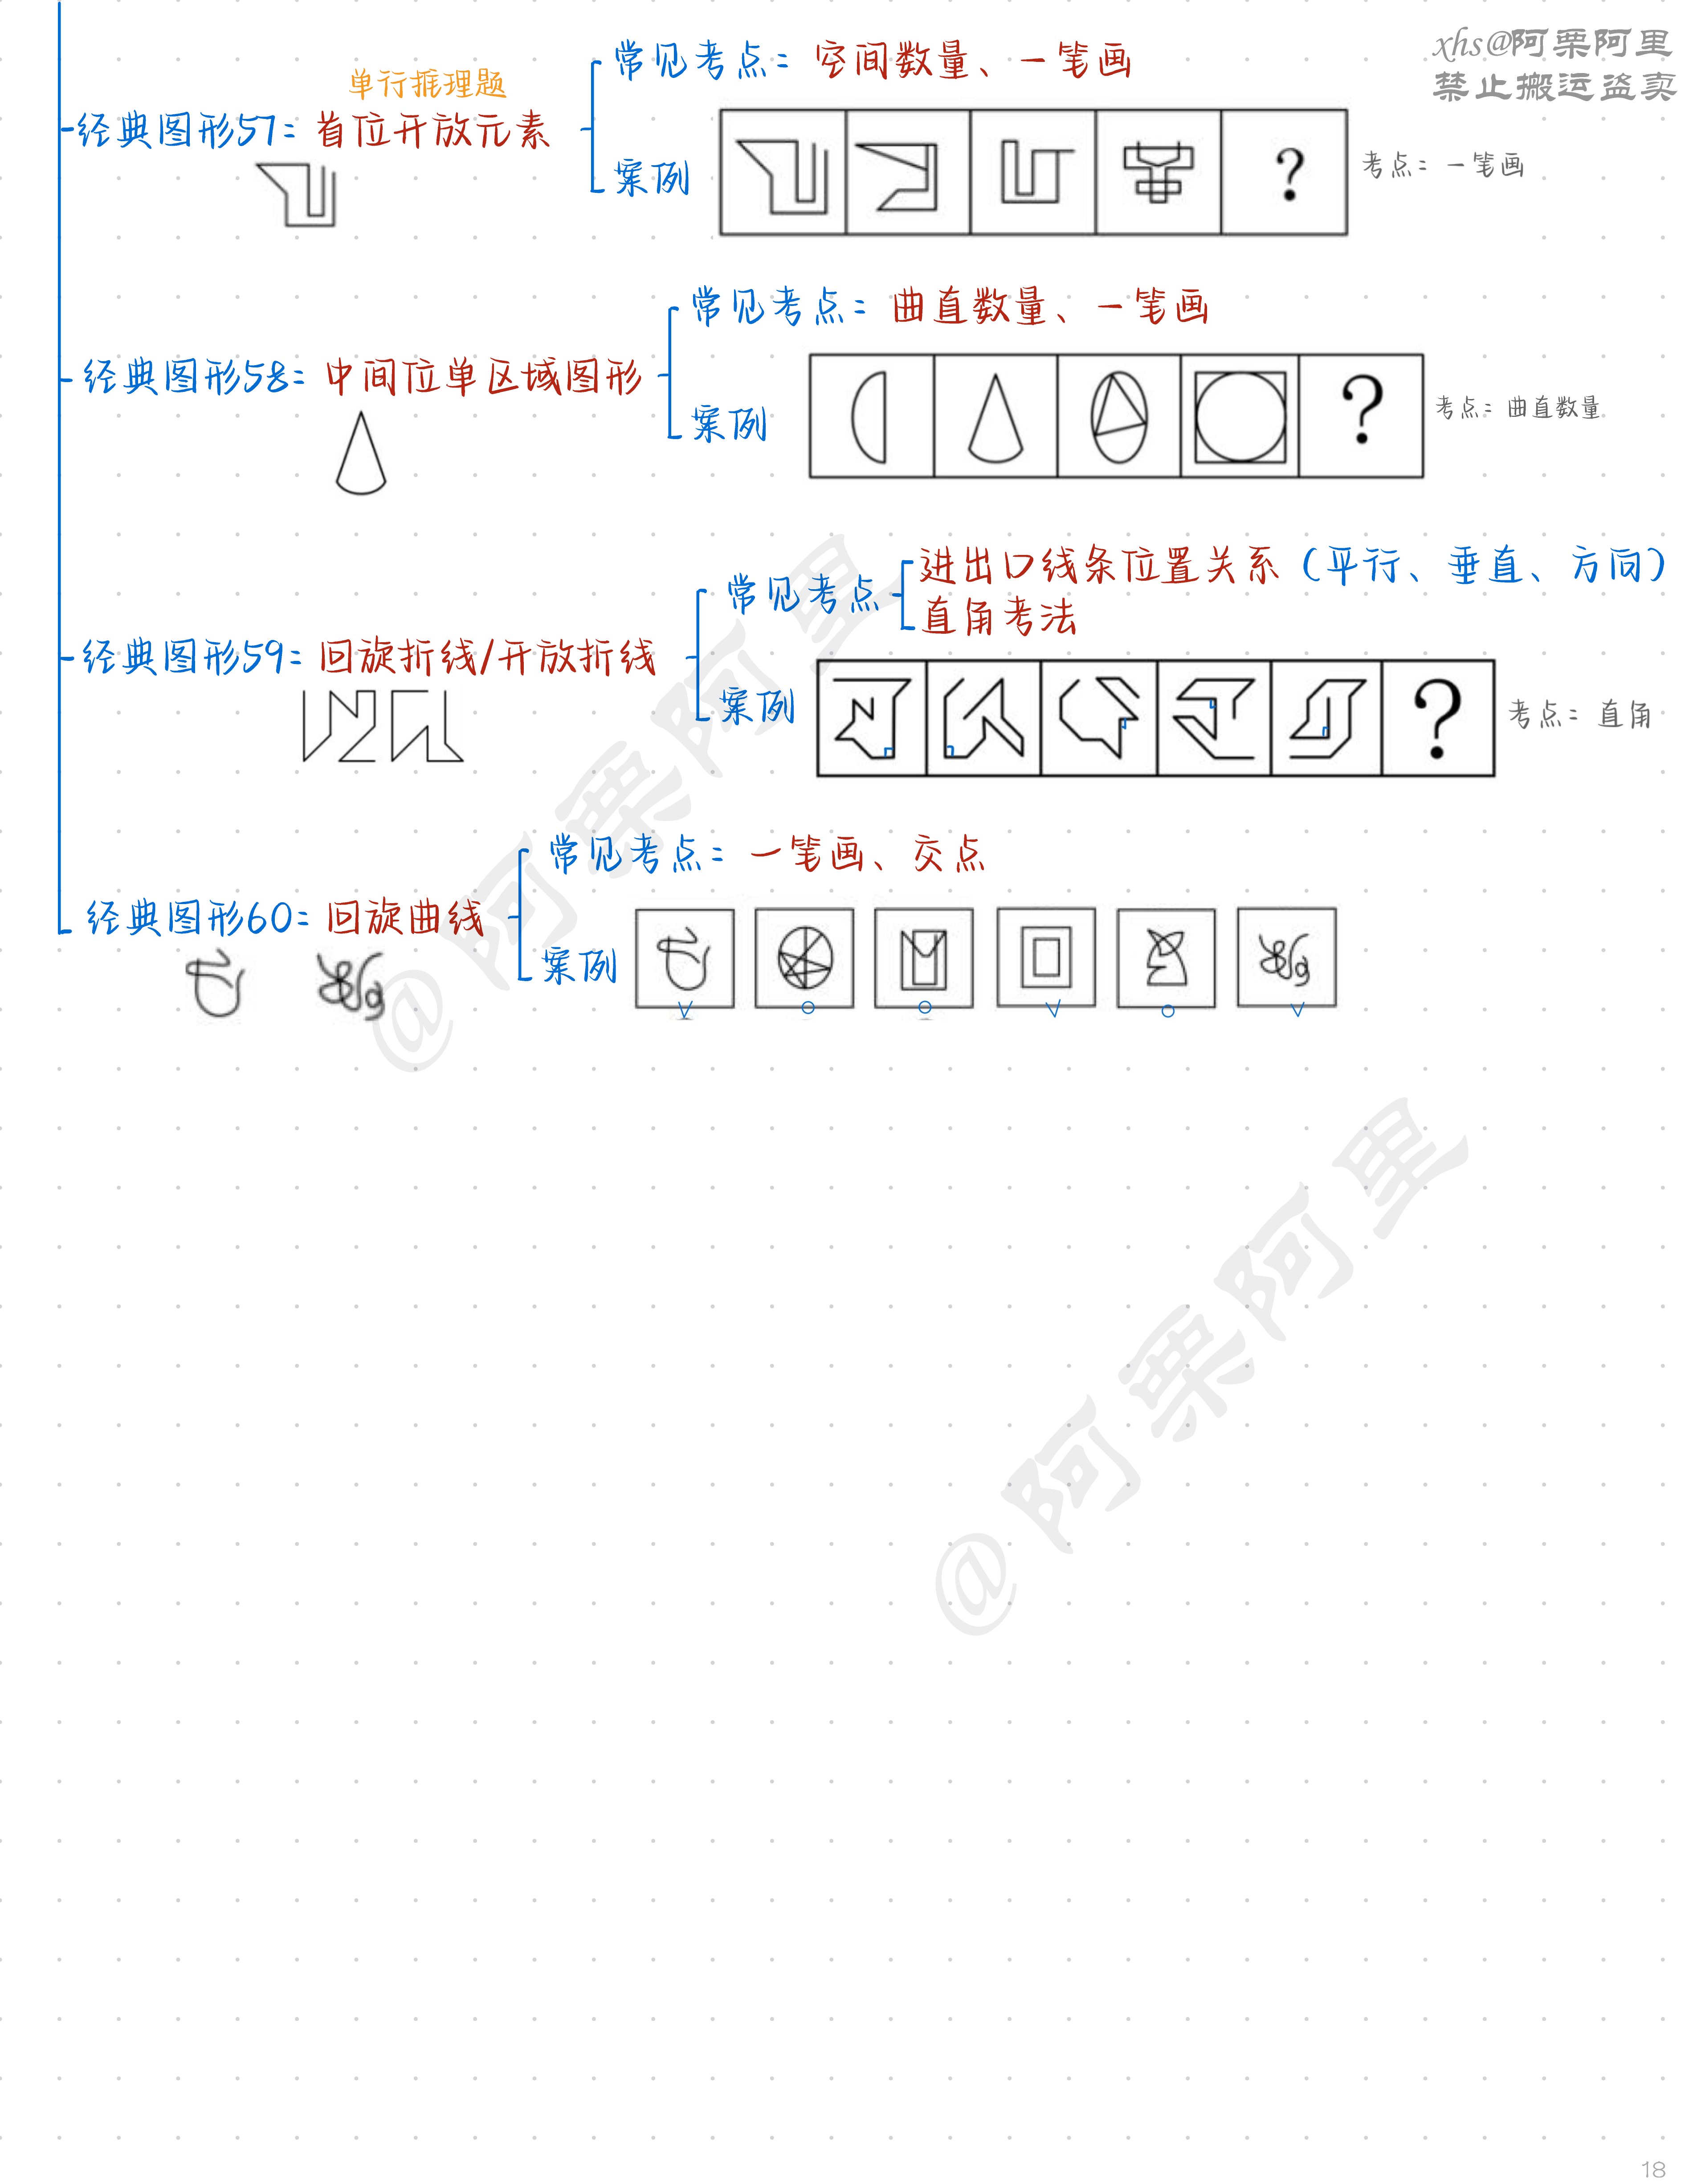 xhs@阿栗阿里
禁止搬运盗卖
常见考点：空间数量、一笔画
单行推理题
经典图形57：首位开放元素
案例
?
考点：一笔画
常见考点：曲直数量、一笔画
经典图形58：中间位单区域图形
案例
?
考点：曲直数量
进出口线条位置关系（平行、垂直、方向）
常见考点
直角考法
经典图形59：回旋折线/开放折线
案例
?
考点：直角
常见考点：一笔画、交点
经典图形60：回旋曲线
案例
@阿栗阿里
@阿栗阿里
18